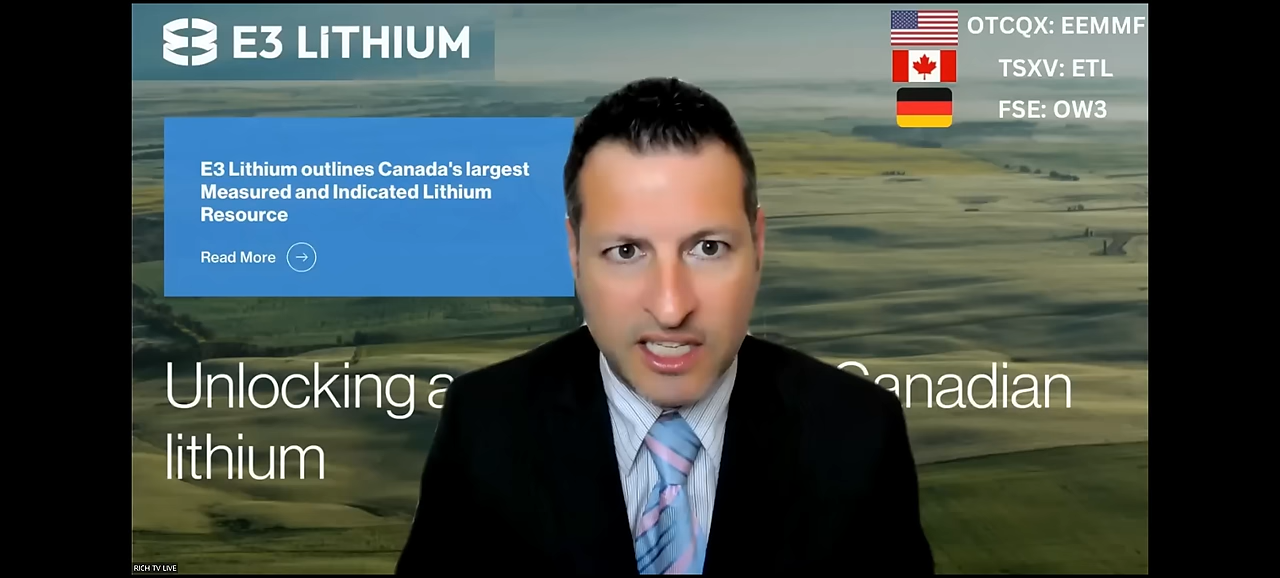 E3 LITHIUM
OTCQX: EEMMF
TSXV: ETL
FSE: OW3
E3 Lithium outlines Canada's largest
Measured and Indicated Lithium
Resource
Read More
Unlocking a
Canadian
lithium
RICH TV LIVE